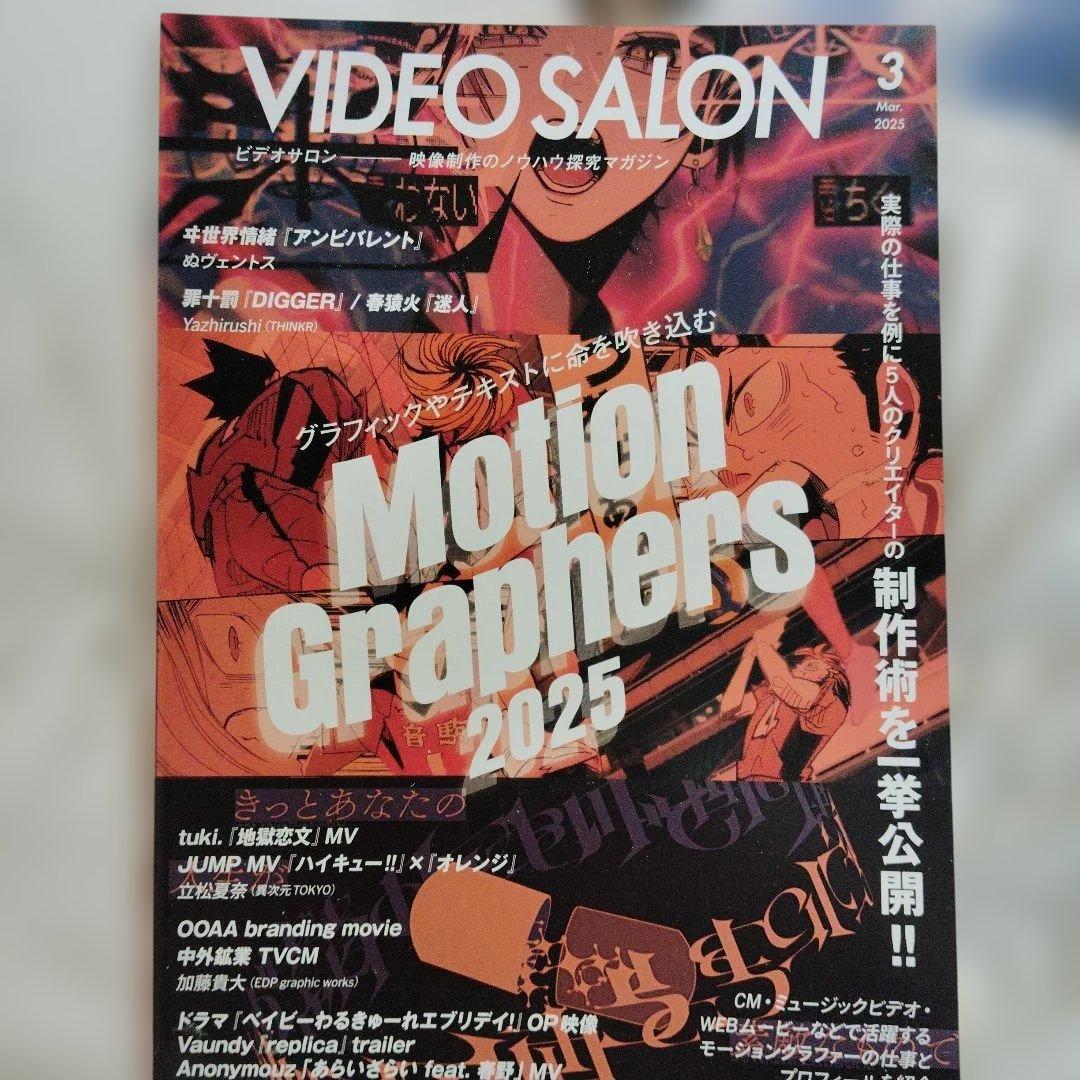 VIDEO SALON
3
Mar.
2025
ビデオサロン
映像制作のノウハウ探究マガジン
わない
ヰ世界情緒『アンビバレント』
ぬヴェントス
罪十罰『DIGGER』 / 春猿火『迷人』
Yazhirushi (THINKR)
実際の仕事を例に5人のクリエイターの
制作術を一挙公開!!
グラフィックやテキストに命を吹き込む
Motion
Graphers
2025
音駒
きっとあなたの
tuki.『地獄恋文』MV
JUMP MV『ハイキュー!!』×『オレンジ』
立松夏奈 (異次元TOKYO)
OOAA branding movie
中外鉱業 TVCM
加藤貴大 (EDP graphic works)
ドラマ『ベイビーわるきゅーれエブリデイ!』OP映像
Vaundy『replica』trailer
Anonymouz『あらいざらい feat. 春野』MV
CM・ミュージックビデオ・
WEBムービーなどで活躍する
モーショングラファーの仕事と